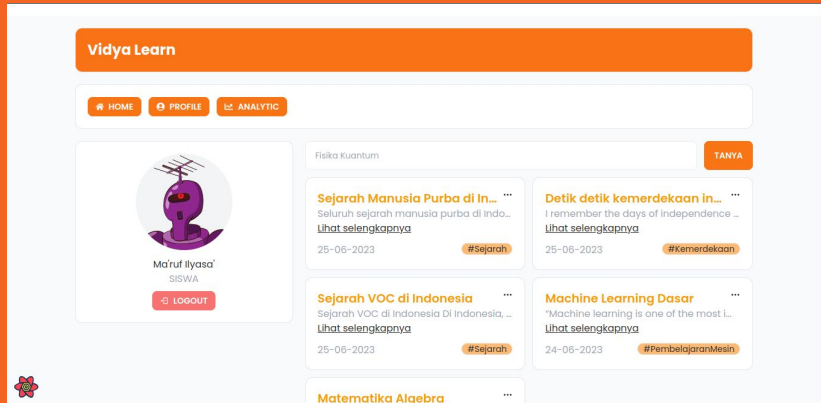 Vidya Learn
HOME
PROFILE
ANALYTIC
Ma'ruf Ilyasa'
SISWA
LOGOUT
Fisika Kuantum
TANYA
Sejarah Manusia Purba di In...
Seluruh sejarah manusia purba di Indo...
Lihat selengkapnya
25-06-2023
#Sejarah
Detik detik kemerdekaan in...
I remember the days of independence ...
Lihat selengkapnya
25-06-2023
#Kemerdekaan
Sejarah VOC di Indonesia
Sejarah VOC di Indonesia Di Indonesia, ...
Lihat selengkapnya
25-06-2023
#Sejarah
Machine Learning Dasar
"Machine learning is one of the most i...
Lihat selengkapnya
24-06-2023
#PembelajaranMesin
Matematika Algebra